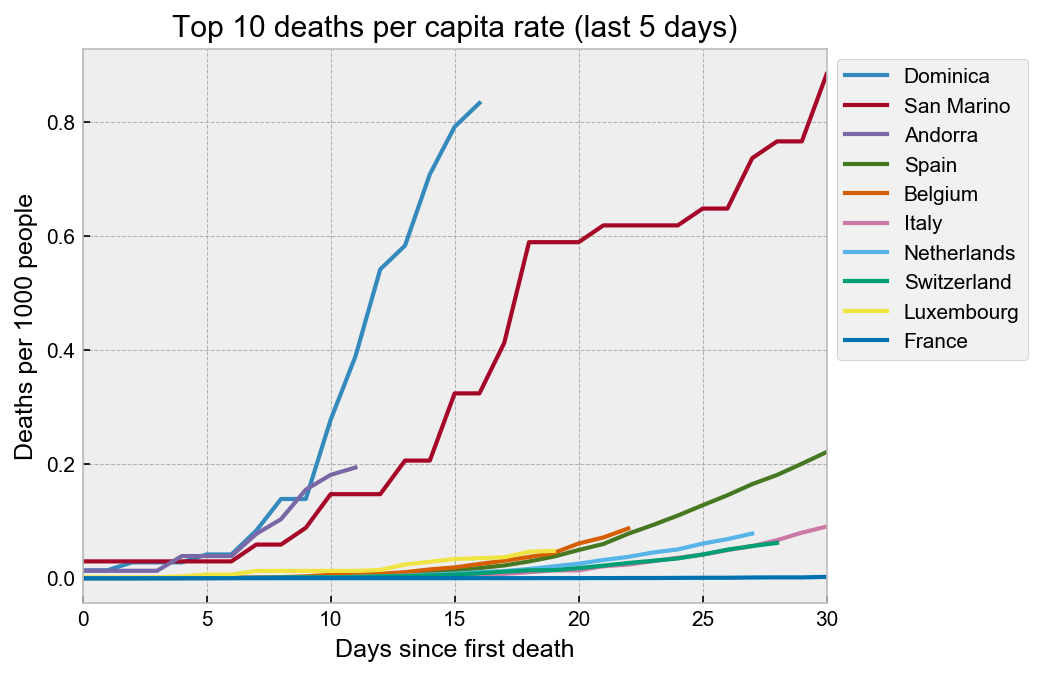 Top 10 deaths per capita rate (last 5 days)
Deaths per 1000 people
0.8
0.6
0.4
0.2
0.0
0 5 10 15 20 25 30
Days since first death
Dominica
San Marino
Andorra
Spain
Belgium
Italy
Netherlands
Switzerland
Luxembourg
France